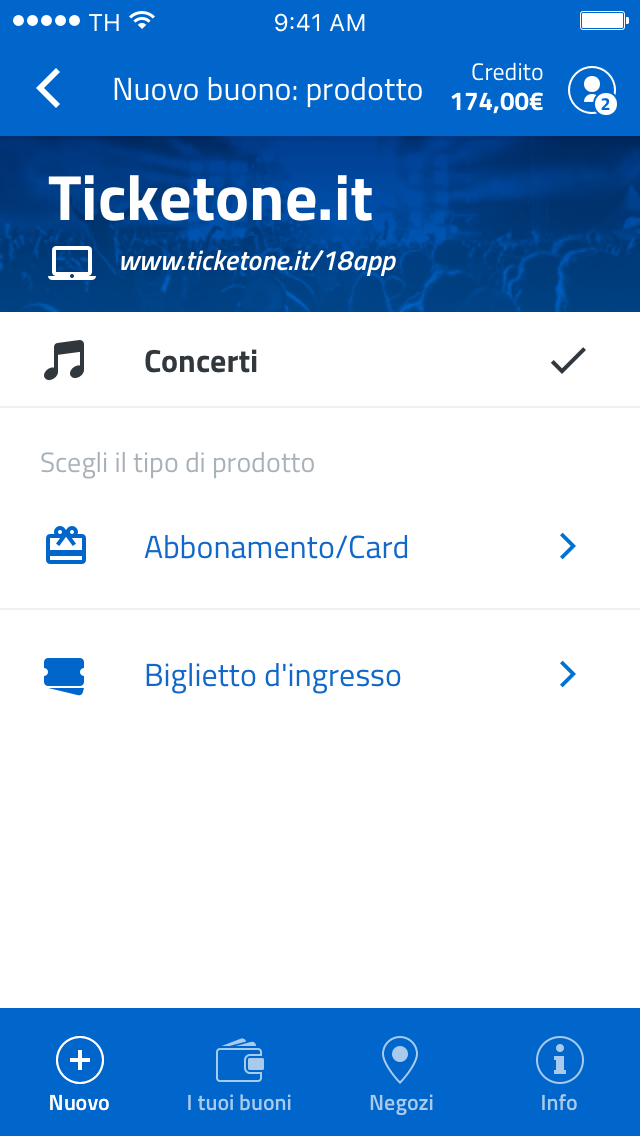 TH
9:41 AM
Nuovo buono: prodotto
Credito
174,00€
2
Ticketone.it
www.ticketone.it/18app
Concerti
Scegli il tipo di prodotto
Abbonamento/Card
Biglietto d'ingresso
Nuovo
I tuoi buoni
Negozi
Info